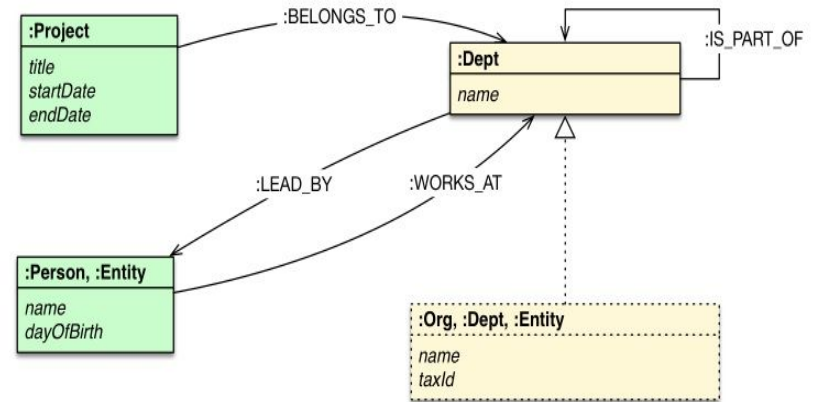 :Project
title
startDate
endDate
:BELONGS_TO
:Dept
name
:IS_PART_OF
:LEAD_BY
:WORKS_AT
:Person, :Entity
name
dayOfBirth
:Org, :Dept, :Entity
name
taxId